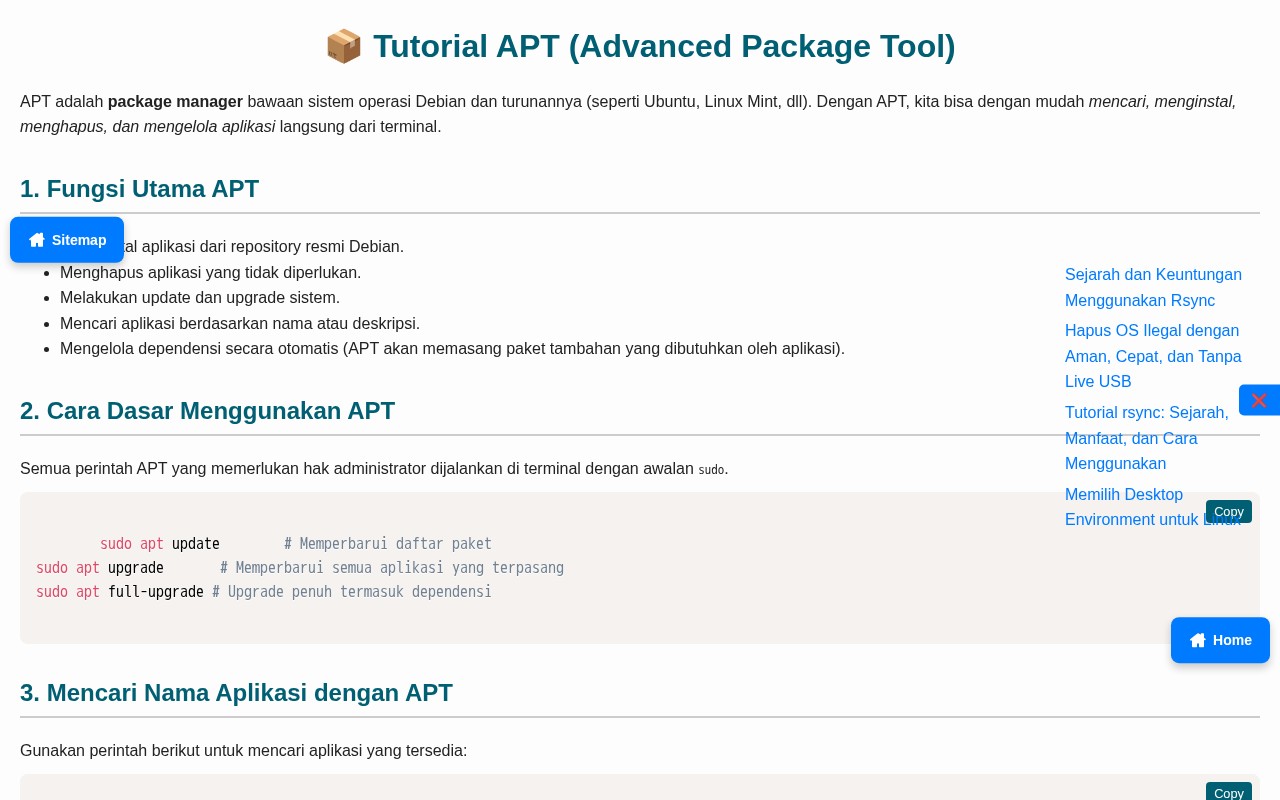 📦 Tutorial APT (Advanced Package Tool)
APT adalah package manager bawaan sistem operasi Debian dan turunannya (seperti Ubuntu, Linux Mint, dll). Dengan APT, kita bisa dengan mudah mencari, menginstal,
menghapus, dan mengelola aplikasi langsung dari terminal.
1. Fungsi Utama APT
Sitemap
aplikasi dari repository resmi Debian.
Menghapus aplikasi yang tidak diperlukan.
Melakukan update dan upgrade sistem.
Mencari aplikasi berdasarkan nama atau deskripsi.
Mengelola dependensi secara otomatis (APT akan memasang paket tambahan yang dibutuhkan oleh aplikasi).
Sejarah dan Keuntungan
Menggunakan Rsync
Hapus OS Ilegal dengan
Aman, Cepat, dan Tanpa
Live USB
Tutorial rsync: Sejarah,
Manfaat, dan Cara
Menggunakan
Memilih Desktop
Environment untuk Linux
2. Cara Dasar Menggunakan APT
Semua perintah APT yang memerlukan hak administrator dijalankan di terminal dengan awalan sudo.
Copy
sudo apt update        # Memperbarui daftar paket
sudo apt upgrade       # Memperbarui semua aplikasi yang terpasang
sudo apt full-upgrade # Upgrade penuh termasuk dependensi
Home
3. Mencari Nama Aplikasi dengan APT
Gunakan perintah berikut untuk mencari aplikasi yang tersedia:
Copy